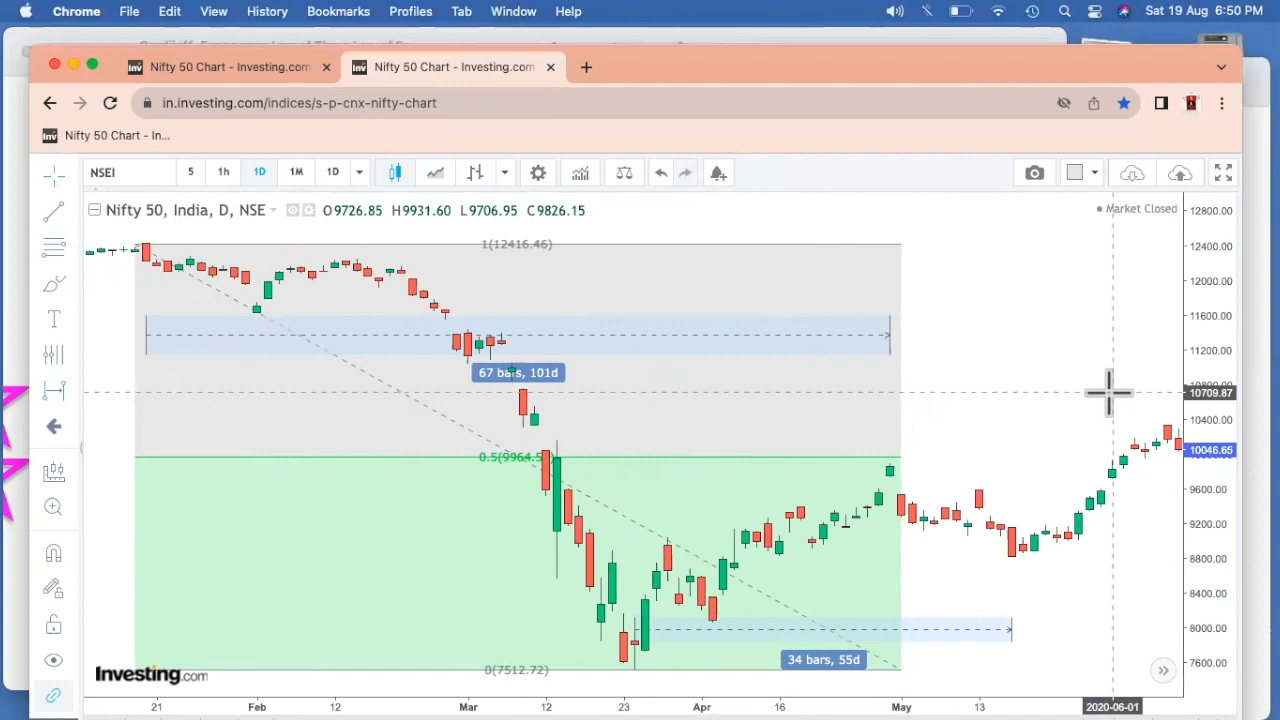 Chrome File Edit View History Bookmarks Profiles Tab Window Help Sat 19 Aug 6:50 PM
Nifty 50 Chart - Investing.com Nifty 50 Chart - Investing.com
in.investing.com/indices/s-p-cnx-nifty-chart
Inv Nifty 50 Chart - In...
NSEI 5 1h 1D 1M 1D
Nifty 50, India, D, NSE O9726.85 H9931.60 L9706.95 C9826.15
Market Closed
12800.00
1(12416.46)
12400.00
12000.00
11600.00
11200.00
67 bars, 101d
10709.87
10400.00
10046.65
0.5(9964.5
9600.00
9200.00
8800.00
8400.00
8000.00
34 bars, 55d
7600.00
0(7512.72)
Investing.com
21 Feb 12 Mar 12 23 Apr 16 May 13 2020-06-01